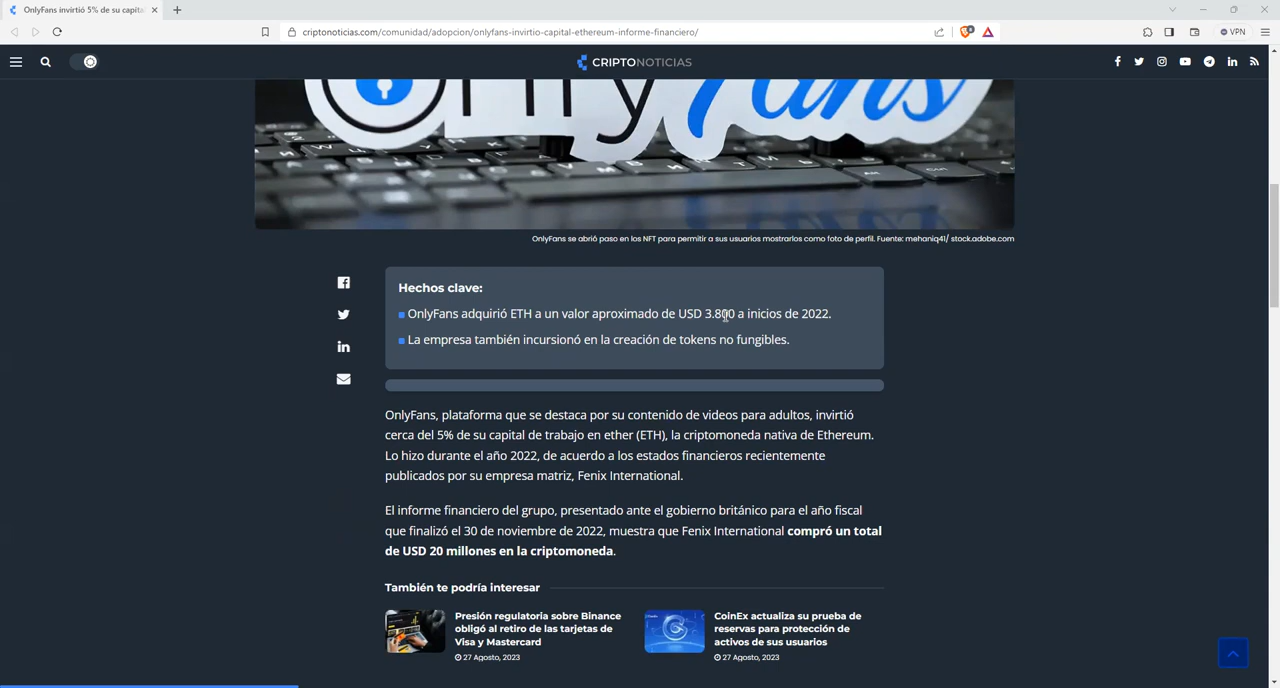 OnlyFans invirtió 5% de su capita
criptonoticias.com/comunidad/adopcion/onlyfans-invirtio-capital-ethereum-informe-financiero/
VPN
CRIPTONOTICIAS
OnlyFans
OnlyFans se abrió paso en los NFT para permitir a sus usuarios mostrarlos como foto de perfil. Fuente: mehaniq41/ stock.adobe.com
Hechos clave:
OnlyFans adquirió ETH a un valor aproximado de USD 3.800 a inicios de 2022.
La empresa también incursionó en la creación de tokens no fungibles.
OnlyFans, plataforma que se destaca por su contenido de videos para adultos, invirtió
cerca del 5% de su capital de trabajo en ether (ETH), la criptomoneda nativa de Ethereum.
Lo hizo durante el año 2022, de acuerdo a los estados financieros recientemente
publicados por su empresa matriz, Fenix International.
El informe financiero del grupo, presentado ante el gobierno británico para el año fiscal
que finalizó el 30 de noviembre de 2022, muestra que Fenix International compró un total
de USD 20 millones en la criptomoneda.
También te podría interesar
Presión regulatoria sobre Binance
obligó al retiro de las tarjetas de
Visa y Mastercard
27 Agosto, 2023
CoinEx actualiza su prueba de
reservas para protección de
activos de sus usuarios
27 Agosto, 2023